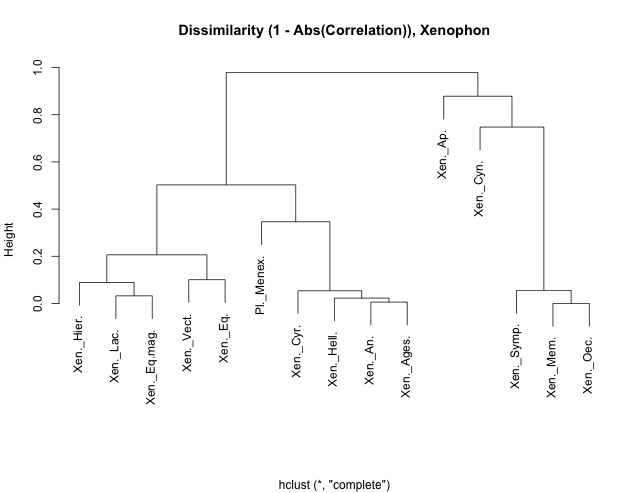 Dissimilarity (1 - Abs(Correlation)), Xenophon
Height
1.0
0.8
0.6
0.4
0.2
0.0
Xen._Hier.
Xen._Lac.
Xen._Eq.mag.
Xen._Vect.
Xen._Eq.
Pl._Menex.
Xen._Cyr.
Xen._Hell.
Xen._An.
Xen._Ages.
Xen._Ap.
Xen._Cyn.
Xen._Symp.
Xen._Mem.
Xen._Oec.
hclust (*, "complete")